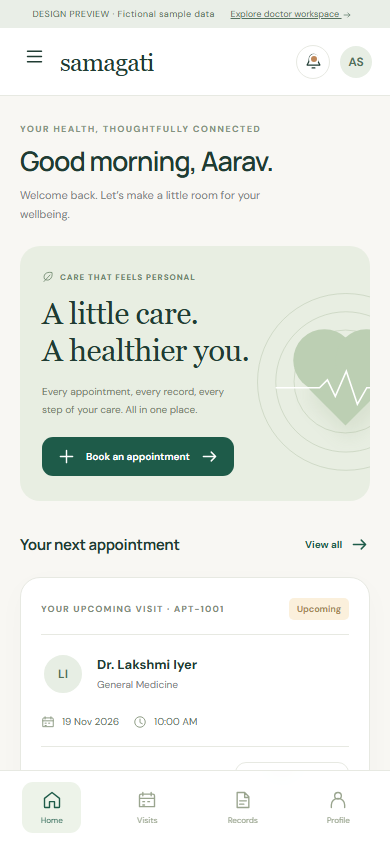 DESIGN PREVIEW · Fictional sample data Explore doctor workspace →
samagati
AS
YOUR HEALTH, THOUGHTFULLY CONNECTED
Good morning, Aarav.
Welcome back. Let's make a little room for your
wellbeing.
CARE THAT FEELS PERSONAL
A little care.
A healthier you.
Every appointment, every record, every
step of your care. All in one place.
Book an appointment
Your next appointment
View all
YOUR UPCOMING VISIT · APT-1001
Upcoming
LI
Dr. Lakshmi Iyer
General Medicine
19 Nov 2026
10:00 AM
Home
Visits
Records
Profile